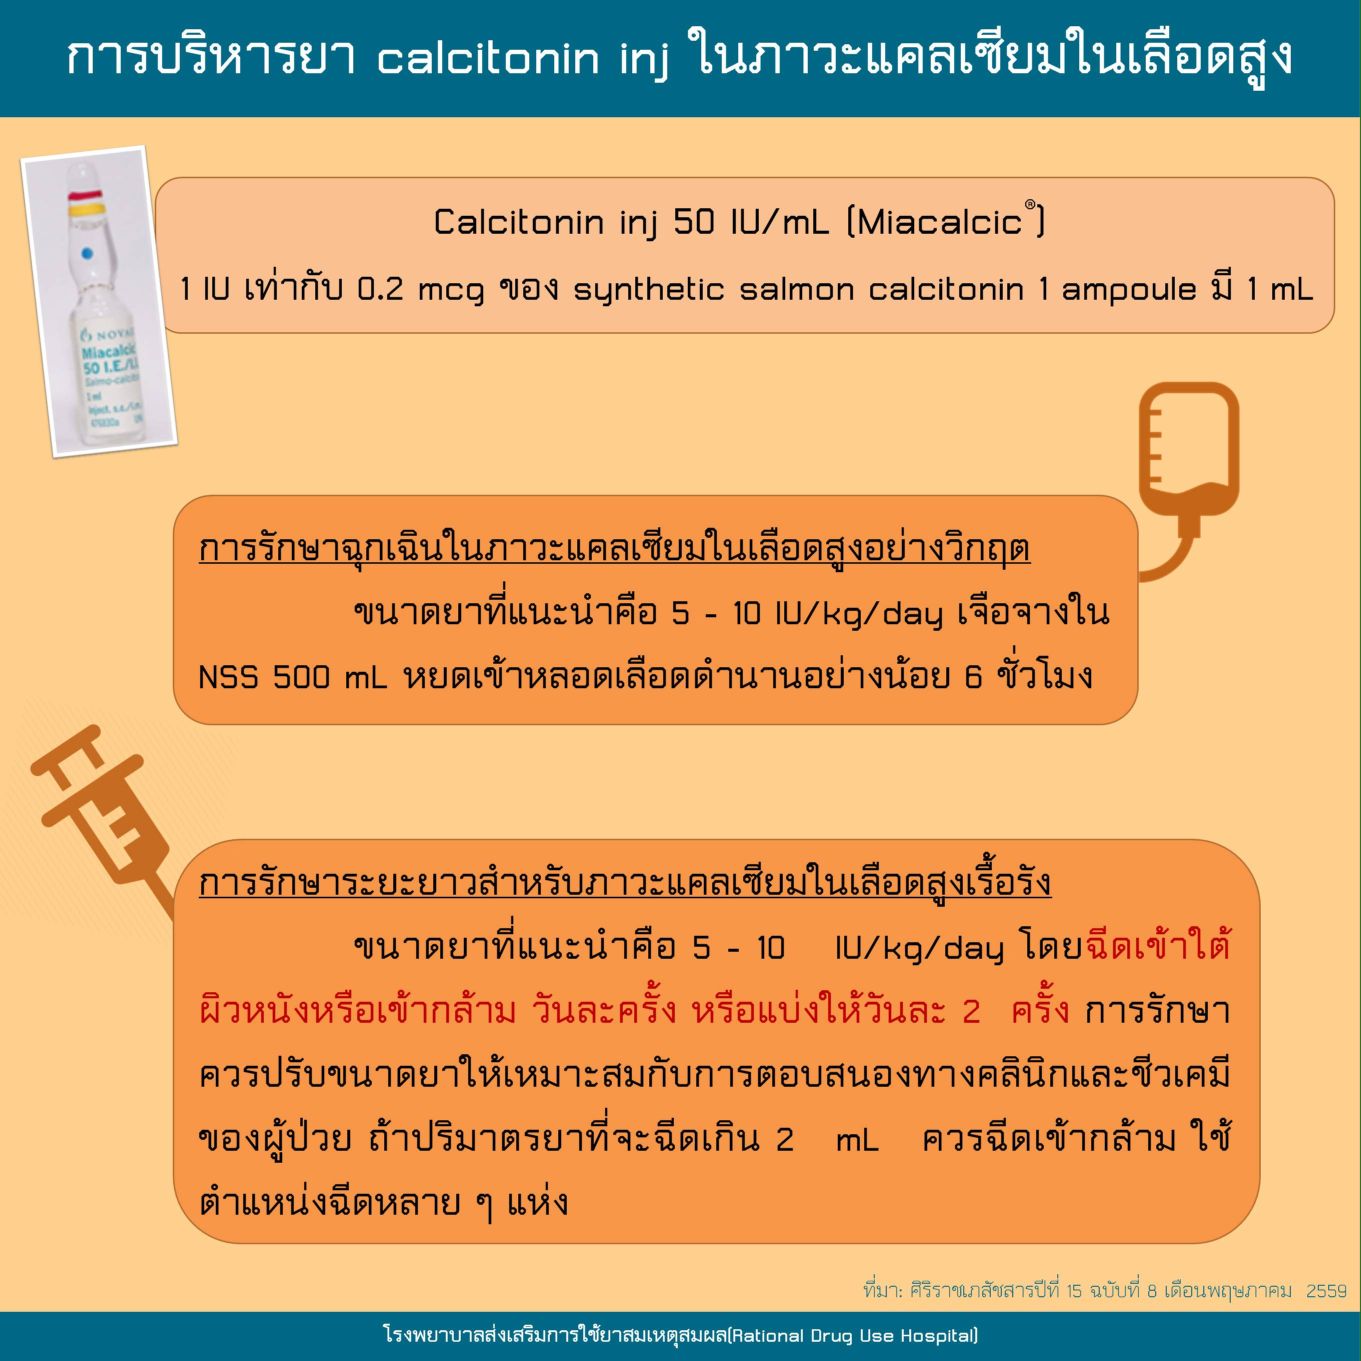 การบริหารยา calcitonin inj ในภาวะแคลเซียมในเลือดสูง
Calcitonin inj 50 IU/mL (Miacalcic®)
1 IU เท่ากับ 0.2 mcg ของ synthetic salmon calcitonin 1 ampoule มี 1 mL
NOVA
Miacalcic
50 I.E./
Salmo-calcito
1 ml
Inject. s.c./i.m.
การรักษาฉุกเฉินในภาวะแคลเซียมในเลือดสูงอย่างวิกฤต
ขนาดยาที่แนะนำคือ 5 - 10 IU/kg/day เจือจางใน
NSS 500 mL หยดเข้าหลอดเลือดดำนานอย่างน้อย 6 ชั่วโมง
การรักษาระยะยาวสำหรับภาวะแคลเซียมในเลือดสูงเรื้อรัง
ขนาดยาที่แนะนำคือ 5 - 10 IU/kg/day โดยฉีดเข้าใต้
ผิวหนังหรือเข้ากล้าม วันละครั้ง หรือแบ่งให้วันละ 2 ครั้ง การรักษา
ควรปรับขนาดยาให้เหมาะสมกับการตอบสนองทางคลินิกและชีวเคมี
ของผู้ป่วย ถ้าปริมาตรยาที่จะฉีดเกิน 2 mL ควรฉีดเข้ากล้าม ใช้
ตำแหน่งฉีดหลาย ๆ แห่ง
ที่มา: ศิริราชเภสัชสารปีที่ 15 ฉบับที่ 8 เดือนพฤษภาคม 2559
โรงพยาบาลส่งเสริมการใช้ยาสมเหตุสมผล(Rational Drug Use Hospital)